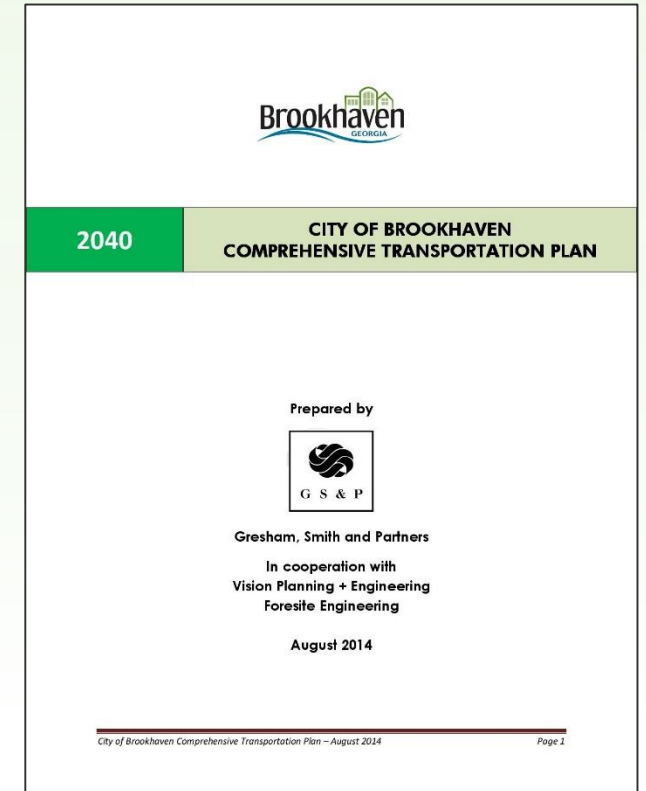 Brookhaven
GEORGIA
2040
CITY OF BROOKHAVEN
COMPREHENSIVE TRANSPORTATION PLAN
Prepared by
G S & P
Gresham, Smith and Partners
In cooperation with
Vision Planning + Engineering
Foresite Engineering
August 2014
City of Brookhaven Comprehensive Transportation Plan – August 2014 Page 1